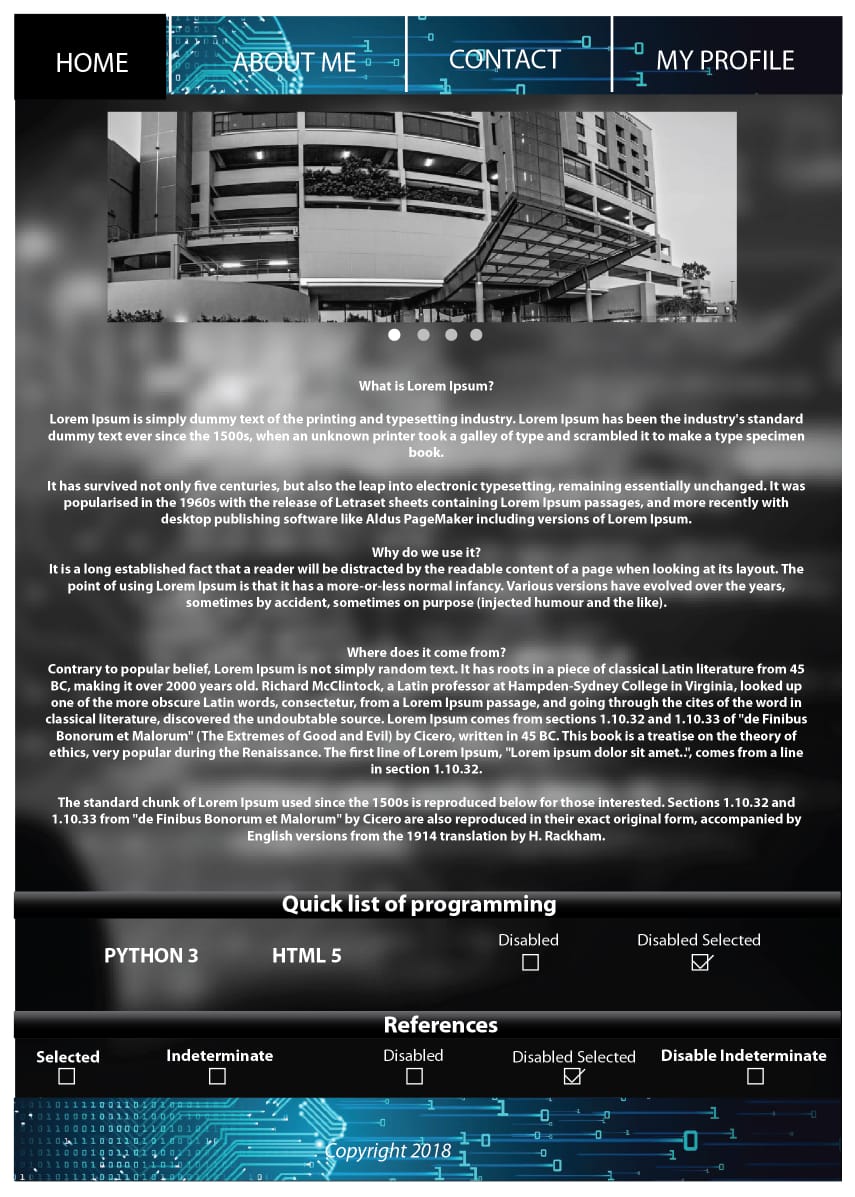 HOME ABOUT ME CONTACT MY PROFILE
What is Lorem Ipsum?
Lorem Ipsum is simply dummy text of the printing and typesetting industry. Lorem Ipsum has been the industry's standard
dummy text ever since the 1500s, when an unknown printer took a galley of type and scrambled it to make a type specimen
book.
It has survived not only five centuries, but also the leap into electronic typesetting, remaining essentially unchanged. It was
popularised in the 1960s with the release of Letraset sheets containing Lorem Ipsum passages, and more recently with
desktop publishing software like Aldus PageMaker including versions of Lorem Ipsum.
Why do we use it?
It is a long established fact that a reader will be distracted by the readable content of a page when looking at its layout. The
point of using Lorem Ipsum is that it has a more-or-less normal infancy. Various versions have evolved over the years,
sometimes by accident, sometimes on purpose (injected humour and the like).
Where does it come from?
Contrary to popular belief, Lorem Ipsum is not simply random text. It has roots in a piece of classical Latin literature from 45
BC, making it over 2000 years old. Richard McClintock, a Latin professor at Hampden-Sydney College in Virginia, looked up
one of the more obscure Latin words, consectetur, from a Lorem Ipsum passage, and going through the cites of the word in
classical literature, discovered the undoubtable source. Lorem Ipsum comes from sections 1.10.32 and 1.10.33 of "de Finibus
Bonorum et Malorum" (The Extremes of Good and Evil) by Cicero, written in 45 BC. This book is a treatise on the theory of
ethics, very popular during the Renaissance. The first line of Lorem Ipsum, "Lorem ipsum dolor sit amet..", comes from a line
in section 1.10.32.
The standard chunk of Lorem Ipsum used since the 1500s is reproduced below for those interested. Sections 1.10.32 and
1.10.33 from "de Finibus Bonorum et Malorum" by Cicero are also reproduced in their exact original form, accompanied by
English versions from the 1914 translation by H. Rackham.
Quick list of programming
PYTHON 3 HTML 5 Disabled Disabled Selected
References
Selected Indeterminate Disabled Disabled Selected Disable Indeterminate
Copyright 2018